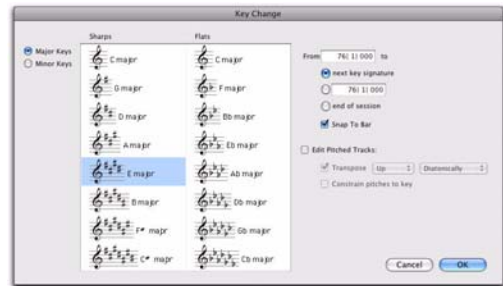 Key Change
Sharps Flats
Major Keys
Minor Keys
C major C major
G major F major
D major Bb major
A major Eb major
E major Ab major
B major Db major
F# majpr Gb major
C# majpr Cb major
From 76| 1| 000 to
next key signature
76| 1| 000
end of session
Snap To Bar
Edit Pitched Tracks:
Transpose Up Diatonically
Constrain pitches to key
Cancel OK